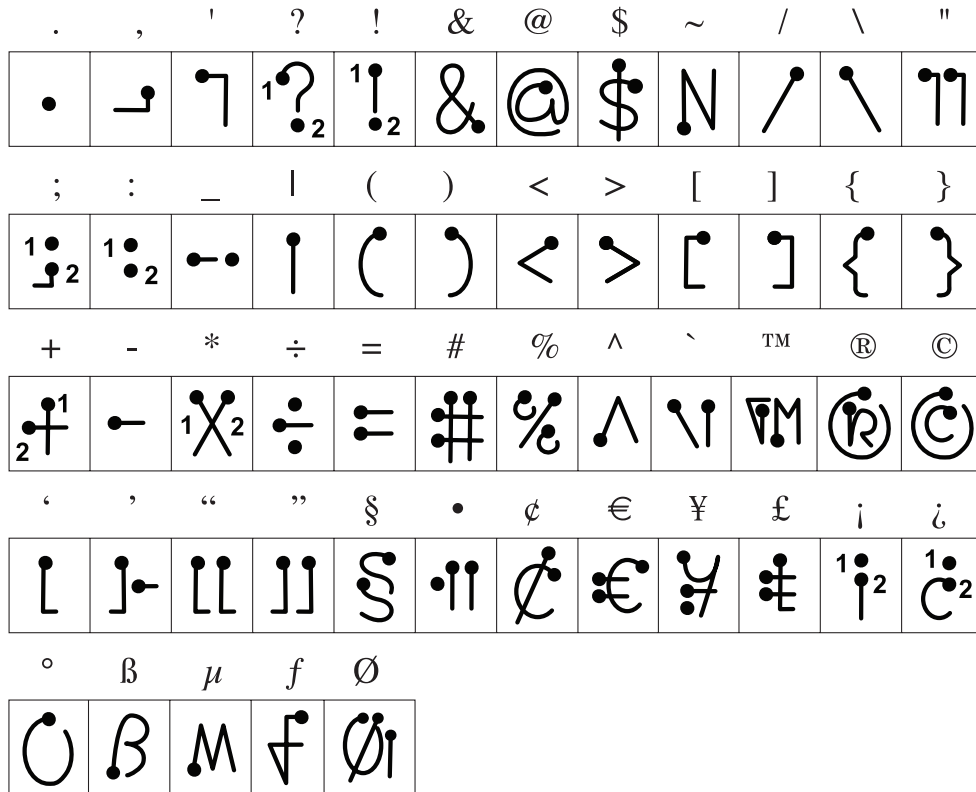 . , ' ? ! & @ $ ~ / \ "
1 2 1 2
; : _ | ( ) < > [ ] { }
1 2 1 2
+ - * ÷ = # % ^ ` ™ ® ©
1 2 1 2
‘ ’ “ ” § • ¢ € ¥ £ ¡ ¿
1 2 1 2
° ß µ ƒ Ø